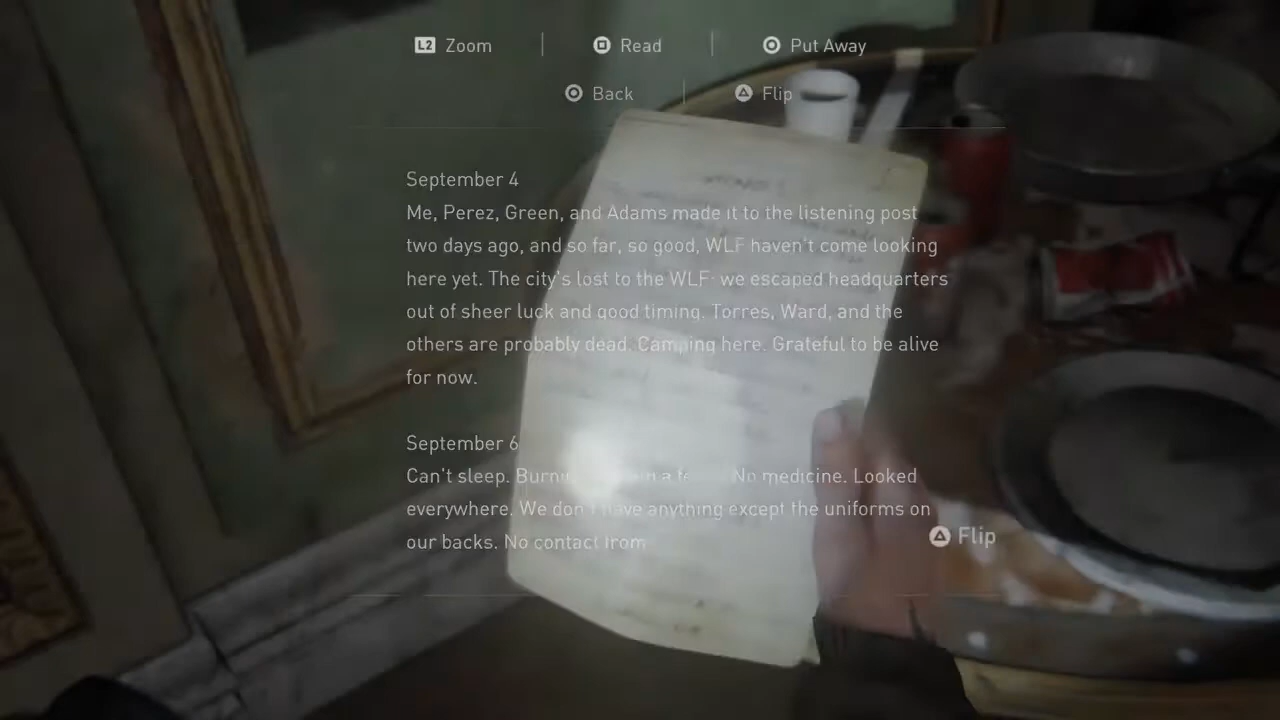 L2 Zoom | Read | Put Away
Back | Flip
September 4
Me, Perez, Green, and Adams made it to the listening post
two days ago, and so far, so good, WLF haven't come looking
here yet. The city's lost to the WLF- we escaped headquarters
out of sheer luck and good timing. Torres, Ward, and the
others are probably dead. Camping here. Grateful to be alive
for now.
September 6
Can't sleep. in a No medicine. Looked
everywhere. We don't have anything except the uniforms on
our backs. No contact from
Flip